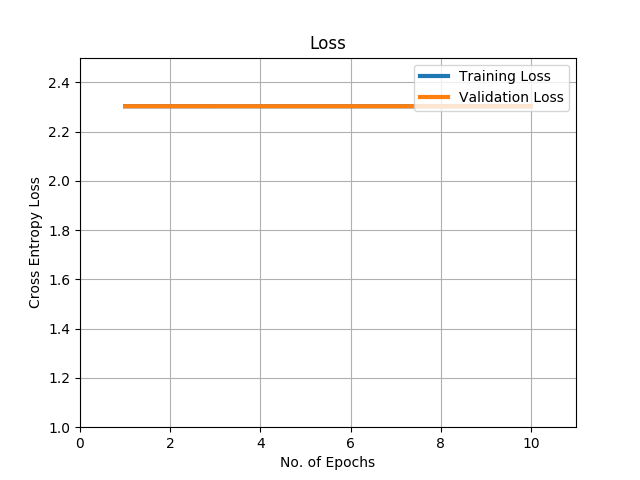 Loss
Training Loss
Validation Loss
Cross Entropy Loss
2.4
2.2
2.0
1.8
1.6
1.4
1.2
1.0
0 2 4 6 8 10
No. of Epochs